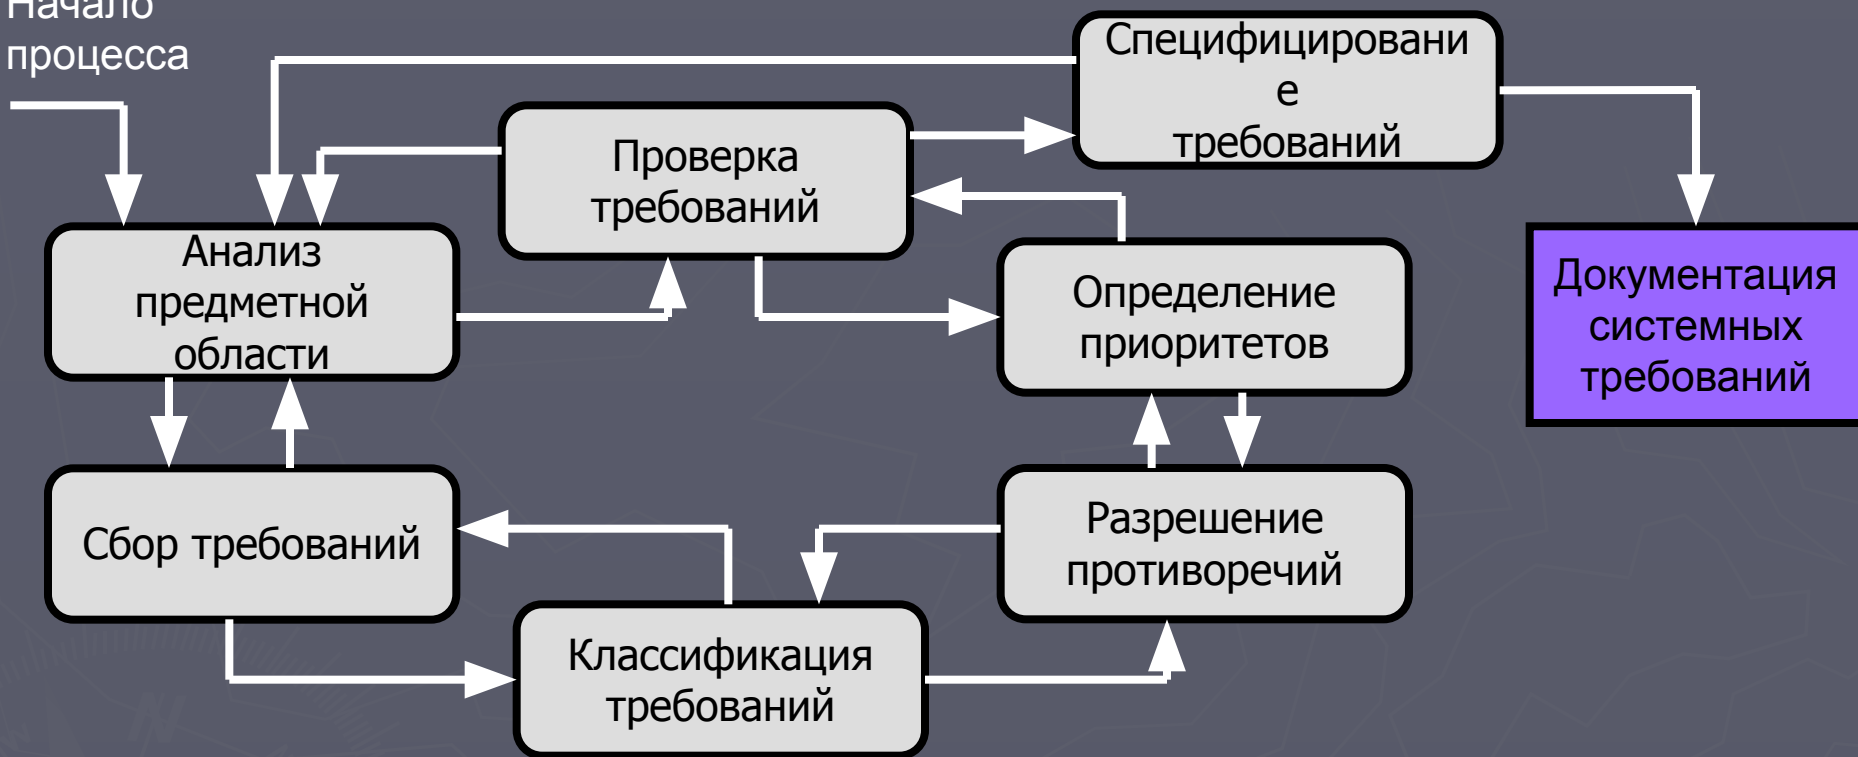 Начало
процесса
Специфицировани
е
требований
Проверка
требований
Анализ
предметной
области
Определение
приоритетов
Документация
системных
требований
Сбор требований
Разрешение
противоречий
Классификация
требований
N